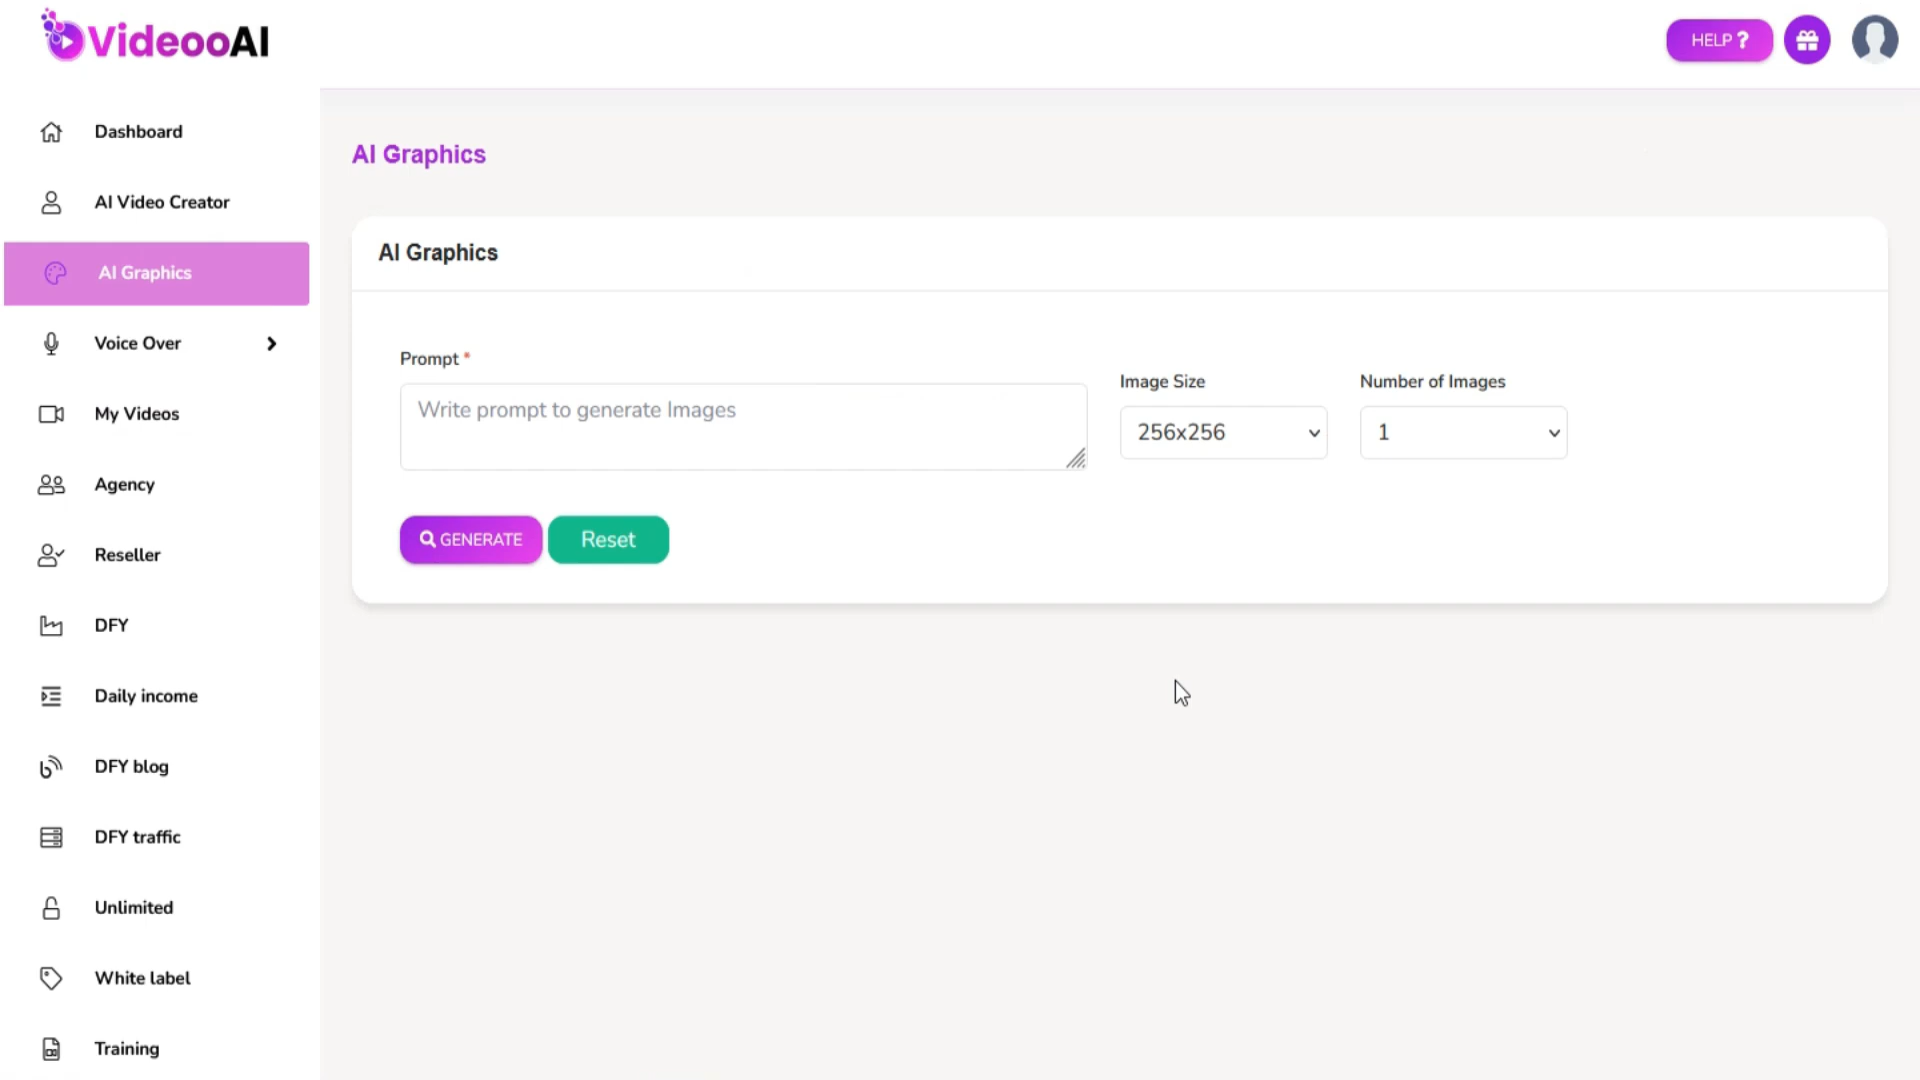 VideooAI
HELP ?
Dashboard
AI Video Creator
AI Graphics
Voice Over
My Videos
Agency
Reseller
DFY
Daily income
DFY blog
DFY traffic
Unlimited
White label
Training
AI Graphics
AI Graphics
Prompt *
Write prompt to generate Images
Image Size
256x256
Number of Images
1
GENERATE
Reset